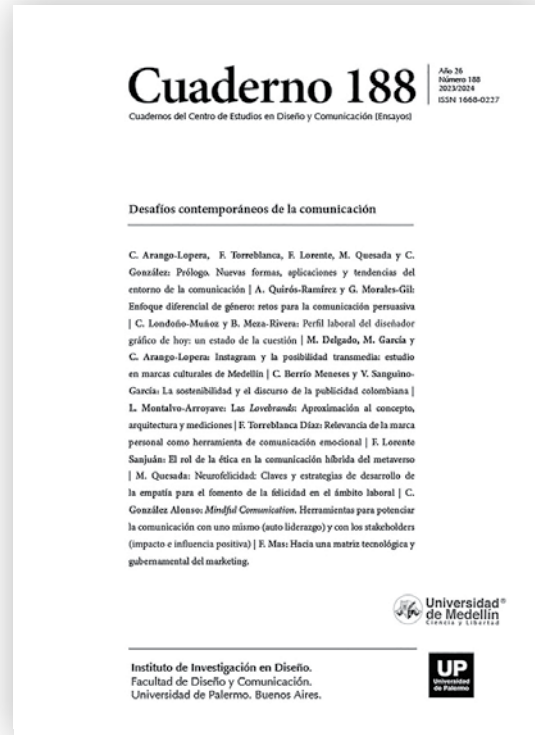 Cuaderno 188
Año 26
Número 188
2023/2024
ISSN 1668-0227
Cuadernos del Centro de Estudios en Diseño y Comunicación [Ensayos]
Desafíos contemporáneos de la comunicación
C. Arango-Lopera, F. Torreblanca, F. Lorente, M. Quesada y C.
González: Prólogo. Nuevas formas, aplicaciones y tendencias del
entorno de la comunicación | A. Quirós-Ramírez y G. Morales-Gil:
Enfoque diferencial de género: retos para la comunicación persuasiva
| C. Londoño-Muñoz y B. Meza-Rivera: Perfil laboral del diseñador
gráfico de hoy: un estado de la cuestión | M. Delgado, M. García y
C. Arango-Lopera: Instagram y la posibilidad transmedia: estudio
en marcas culturales de Medellín | C. Berrío Meneses y V. Sanguino-
García: La sostenibilidad y el discurso de la publicidad colombiana |
L. Montalvo-Arroyave: Las Lovebrands: Aproximación al concepto,
arquitectura y mediciones | F. Torreblanca Díaz: Relevancia de la marca
personal como herramienta de comunicación emocional | F. Lorente
Sanjuán: El rol de la ética en la comunicación híbrida del metaverso
| M. Quesada: Neurofelicidad: Claves y estrategias de desarrollo de
la empatía para el fomento de la felicidad en el ámbito laboral | C.
González Alonso: Mindful Comunication. Herramientas para potenciar
la comunicación con uno mismo (auto liderazgo) y con los stakeholders
(impacto e influencia positiva) | F. Mas: Hacia una matriz tecnológica y
gubernamental del marketing.
Universidad®
de Medellín
Ciencia y Libertad
Instituto de Investigación en Diseño.
Facultad de Diseño y Comunicación.
Universidad de Palermo. Buenos Aires.
UP
Universidad
de Palermo